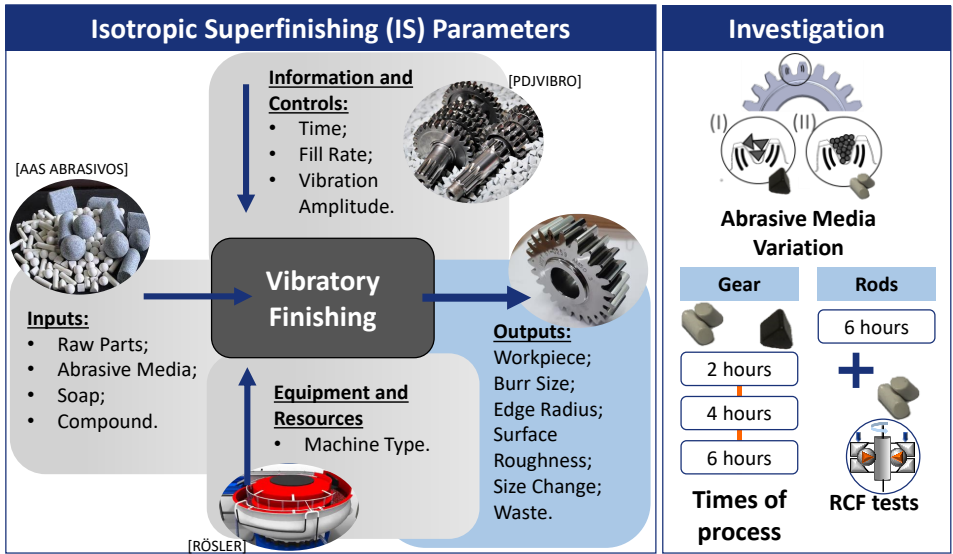 Isotropic Superfinishing (IS) Parameters
[PDJVIBRO]
Information and
Controls:
• Time;
• Fill Rate;
• Vibration
Amplitude.
[AAS ABRASIVOS]
Vibratory
Finishing
Inputs:
• Raw Parts;
• Abrasive Media;
• Soap;
• Compound.
Equipment and
Resources
• Machine Type.
[RÖSLER]
Outputs:
Workpiece;
Burr Size;
Edge Radius;
Surface
Roughness;
Size Change;
Waste.
Investigation
(I)
(II)
Abrasive Media
Variation
Gear
2 hours
4 hours
6 hours
Times of
process
Rods
6 hours
+
RCF tests